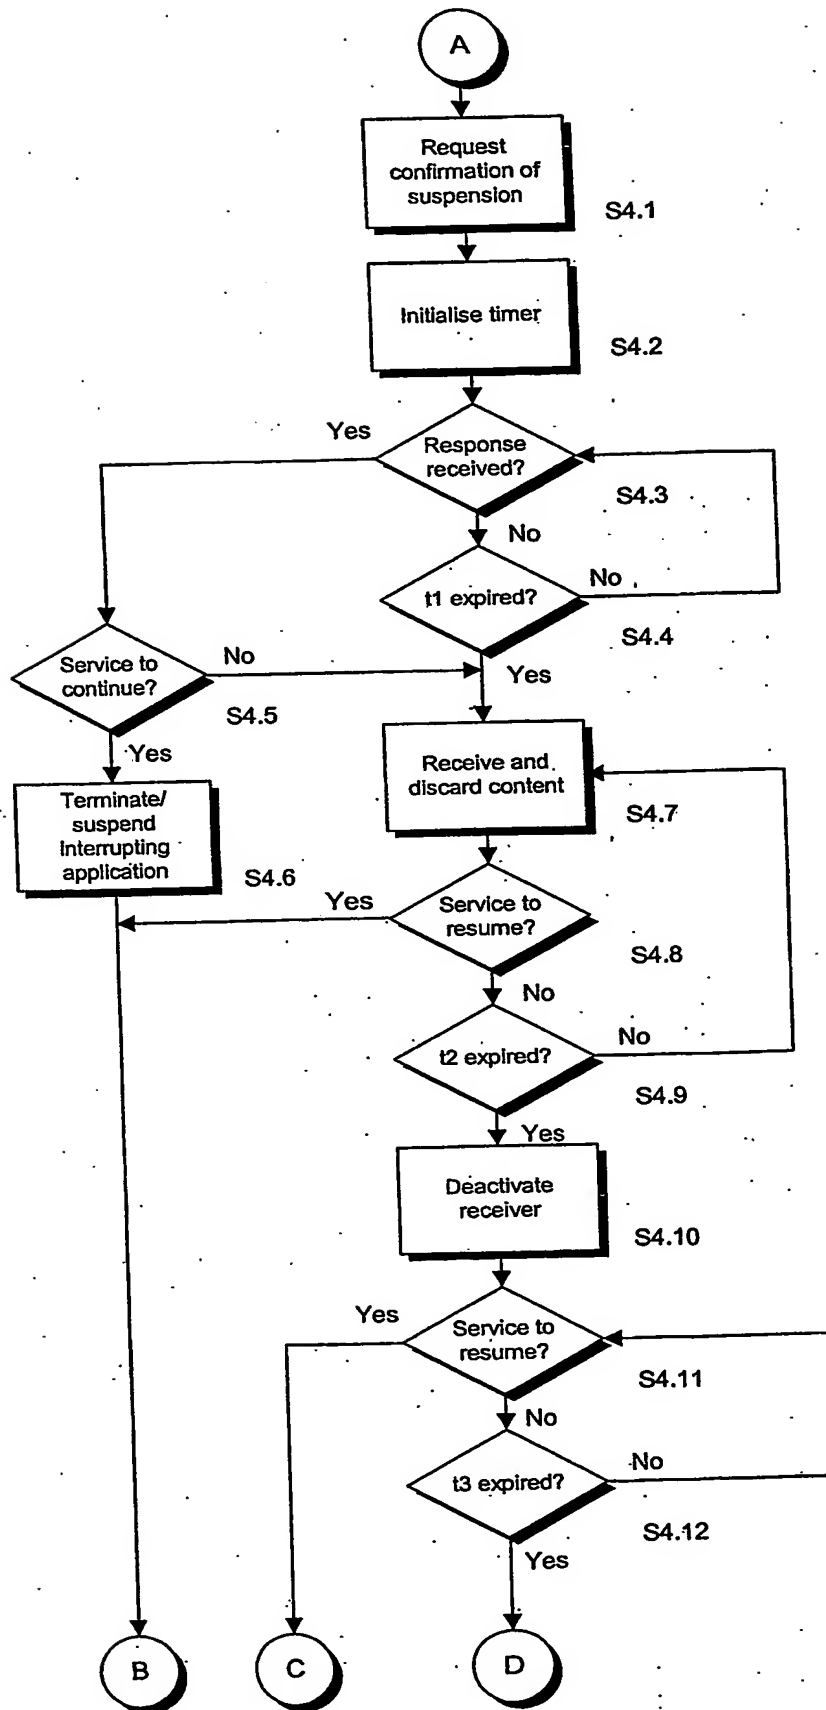 A
Request
confirmation of
suspension
S4.1
Initialise timer
S4.2
Yes
Response
received?
S4.3
No
t1 expired?
No
S4.4
Yes
Service to
continue?
No
S4.5
Yes
Terminate/
suspend
Interrupting
application
S4.6
Receive and
discard content
S4.7
Yes
Service to
resume?
S4.8
No
t2 expired?
No
S4.9
Yes
Deactivate
receiver
S4.10
Yes
Service to
resume?
S4.11
No
t3 expired?
No
S4.12
Yes
B
C
D